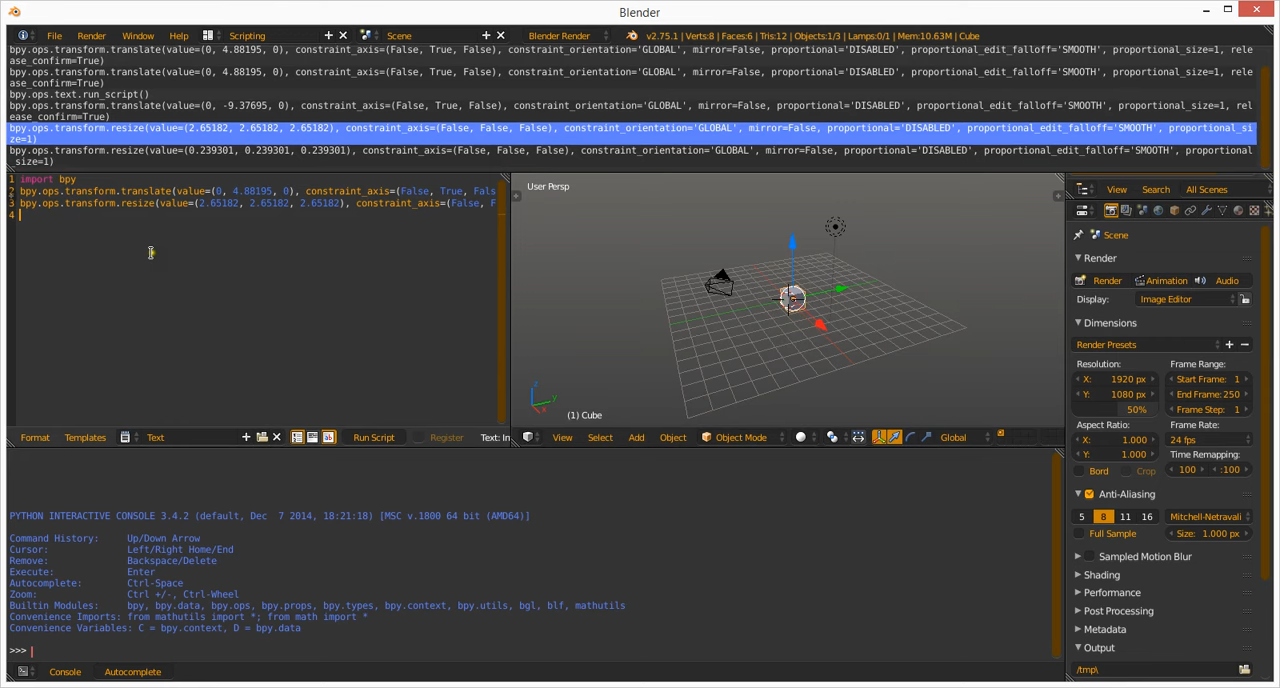 Blender
File Render Window Help Scripting Scene Blender Render v2.75.1 | Verts:8 | Faces:6 | Tris:12 | Objects:1/3 | Lamps:0/1 | Mem:10.63M | Cube
bpy.ops.transform.translate(value=(0, 4.88195, 0), constraint_axis=(False, True, False), constraint_orientation='GLOBAL', mirror=False, proportional='DISABLED', proportional_edit_falloff='SMOOTH', proportional_size=1, rele
ase_confirm=True)
bpy.ops.transform.translate(value=(0, 4.88195, 0), constraint_axis=(False, True, False), constraint_orientation='GLOBAL', mirror=False, proportional='DISABLED', proportional_edit_falloff='SMOOTH', proportional_size=1, rele
ase_confirm=True)
bpy.ops.text.run_script()
bpy.ops.transform.translate(value=(0, -9.37695, 0), constraint_axis=(False, True, False), constraint_orientation='GLOBAL', mirror=False, proportional='DISABLED', proportional_edit_falloff='SMOOTH', proportional_size=1, rel
ease_confirm=True)
bpy.ops.transform.resize(value=(2.65182, 2.65182, 2.65182), constraint_axis=(False, False, False), constraint_orientation='GLOBAL', mirror=False, proportional='DISABLED', proportional_edit_falloff='SMOOTH', proportional_si
ze=1)
bpy.ops.transform.resize(value=(0.239301, 0.239301, 0.239301), constraint_axis=(False, False, False), constraint_orientation='GLOBAL', mirror=False, proportional='DISABLED', proportional_edit_falloff='SMOOTH', proportional
_size=1)
1 import bpy
2 bpy.ops.transform.translate(value=(0, 4.88195, 0), constraint_axis=(False, True, Fals
3 bpy.ops.transform.resize(value=(2.65182, 2.65182, 2.65182), constraint_axis=(False, F
4
User Persp
z
y
x
(1) Cube
Format Templates Text Run Script Register Text: In
View Select Add Object Object Mode Global
PYTHON INTERACTIVE CONSOLE 3.4.2 (default, Dec 7 2014, 18:21:18) [MSC v.1800 64 bit (AMD64)]
Command History: Up/Down Arrow
Cursor: Left/Right Home/End
Remove: Backspace/Delete
Execute: Enter
Autocomplete: Ctrl-Space
Zoom: Ctrl +/-, Ctrl-Wheel
Builtin Modules: bpy, bpy.data, bpy.ops, bpy.props, bpy.types, bpy.context, bpy.utils, bgl, blf, mathutils
Convenience Imports: from mathutils import *; from math import *
Convenience Variables: C = bpy.context, D = bpy.data
>>>
Console Autocomplete
View Search All Scenes
Scene
Render
Render Animation Audio
Display: Image Editor
Dimensions
Render Presets
Resolution: Frame Range:
X: 1920 px Start Frame: 1
Y: 1080 px End Frame: 250
50% Frame Step: 1
Aspect Ratio: Frame Rate:
X: 1.000 24 fps
Y: 1.000 Time Remapping:
Bord Crop 100 :100
Anti-Aliasing
5 8 11 16 Mitchell-Netravali
Full Sample Size: 1.000 px
Sampled Motion Blur
Shading
Performance
Post Processing
Metadata
Output
/tmp\